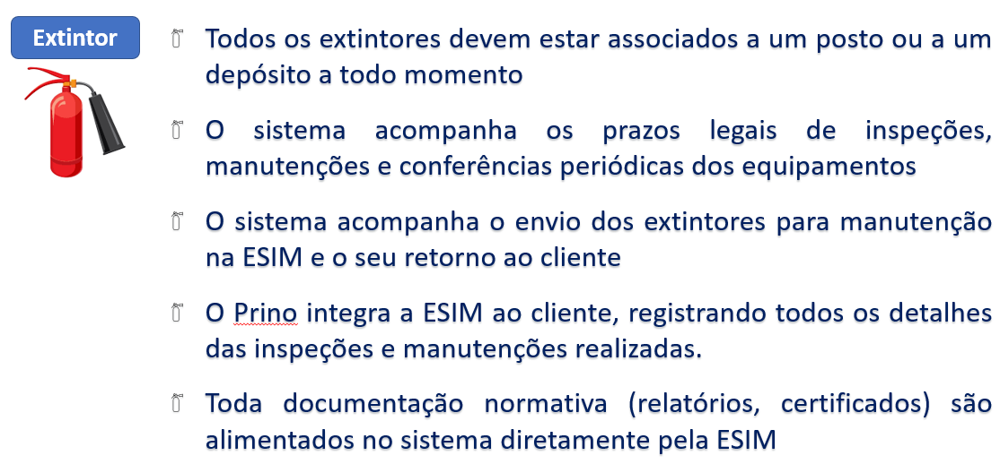 Extintor
Todos os extintores devem estar associados a um posto ou a um
depósito a todo momento
O sistema acompanha os prazos legais de inspeções,
manutenções e conferências periódicas dos equipamentos
O sistema acompanha o envio dos extintores para manutenção
na ESIM e o seu retorno ao cliente
O Prino integra a ESIM ao cliente, registrando todos os detalhes
das inspeções e manutenções realizadas.
Toda documentação normativa (relatórios, certificados) são
alimentados no sistema diretamente pela ESIM